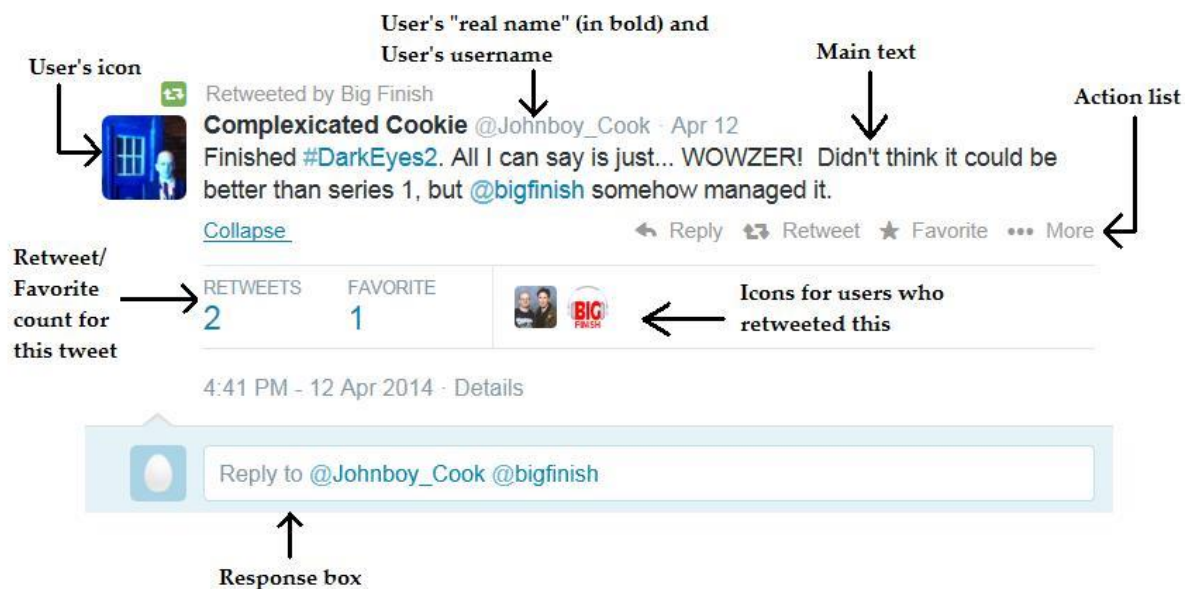 User's "real name" (in bold) and
User's username
Main text
User's icon
Action list
Retweeted by Big Finish
Complexicated Cookie @Johnboy_Cook · Apr 12
Finished #DarkEyes2. All I can say is just... WOWZER!  Didn't think it could be
better than series 1, but @bigfinish somehow managed it.
Collapse
Reply Retweet Favorite More
Retweet/
Favorite
count for
this tweet
RETWEETS FAVORITE
2 1
BIG
FINISH
Icons for users who
retweeted this
4:41 PM - 12 Apr 2014 · Details
Reply to @Johnboy_Cook @bigfinish
Response box